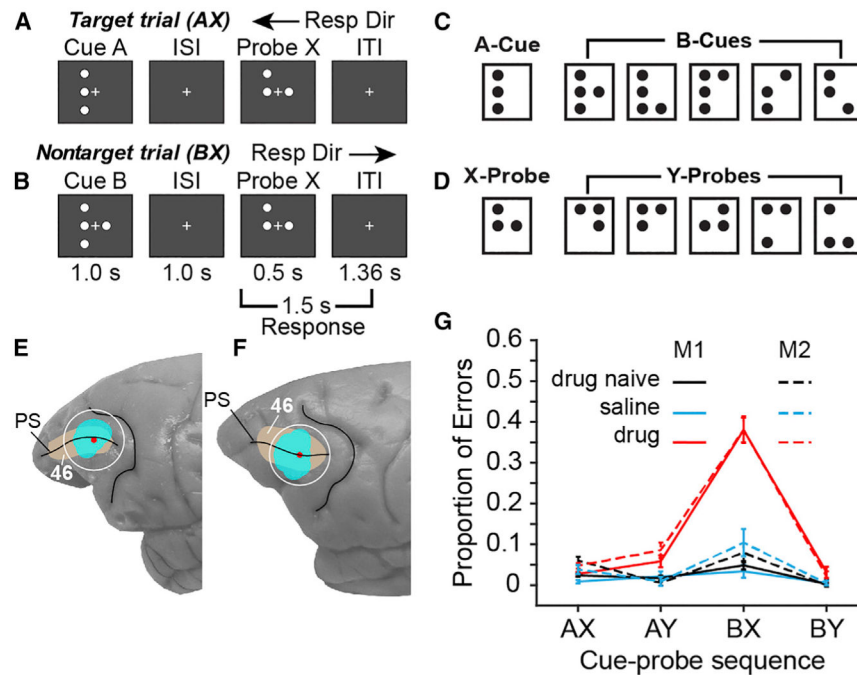 A
Target trial (AX)
Resp Dir
Cue A
ISI
Probe X
ITI
Nontarget trial (BX)
Resp Dir
B
Cue B
ISI
Probe X
ITI
1.0 s
1.0 s
0.5 s
1.36 s
1.5 s
Response
C
A-Cue
B-Cues
D
X-Probe
Y-Probes
E
PS
46
F
PS
46
G
M1
M2
drug naive
saline
drug
0.6
0.5
0.4
0.3
0.2
0.1
0
Proportion of Errors
AX
AY
BX
BY
Cue-probe sequence